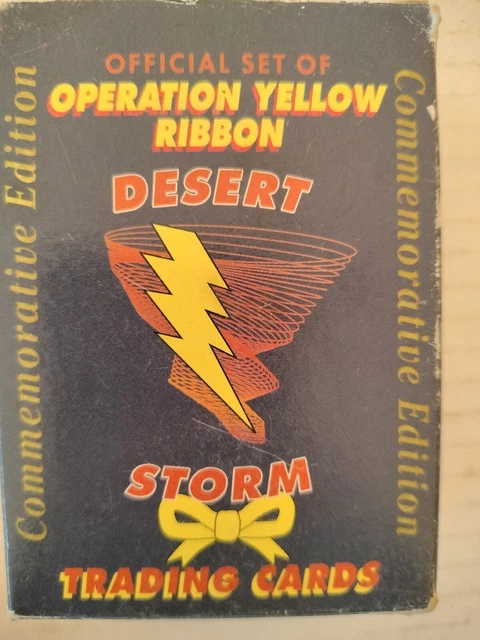 OFFICIAL SET OF
OPERATION YELLOW
RIBBON
DESERT
STORM
TRADING CARDS
Commemorative Edition
Commemorative Edition